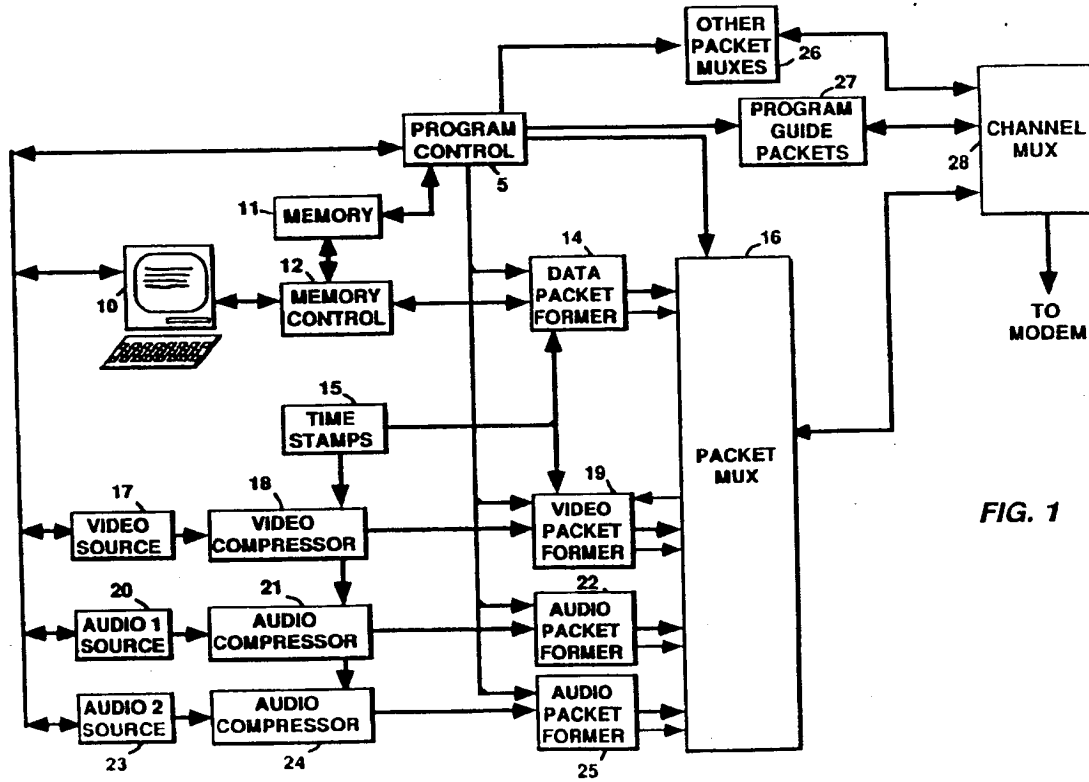 OTHER
PACKET
MUXES
26
27
PROGRAM
GUIDE
PACKETS
CHANNEL
MUX
28
TO
MODEM
PROGRAM
CONTROL
5
11
MEMORY
12
MEMORY
CONTROL
10
14
DATA
PACKET
FORMER
16
PACKET
MUX
15
TIME
STAMPS
17
VIDEO
SOURCE
18
VIDEO
COMPRESSOR
19
VIDEO
PACKET
FORMER
FIG. 1
20
AUDIO 1
SOURCE
21
AUDIO
COMPRESSOR
22
AUDIO
PACKET
FORMER
AUDIO 2
SOURCE
23
AUDIO
COMPRESSOR
24
AUDIO
PACKET
FORMER
25